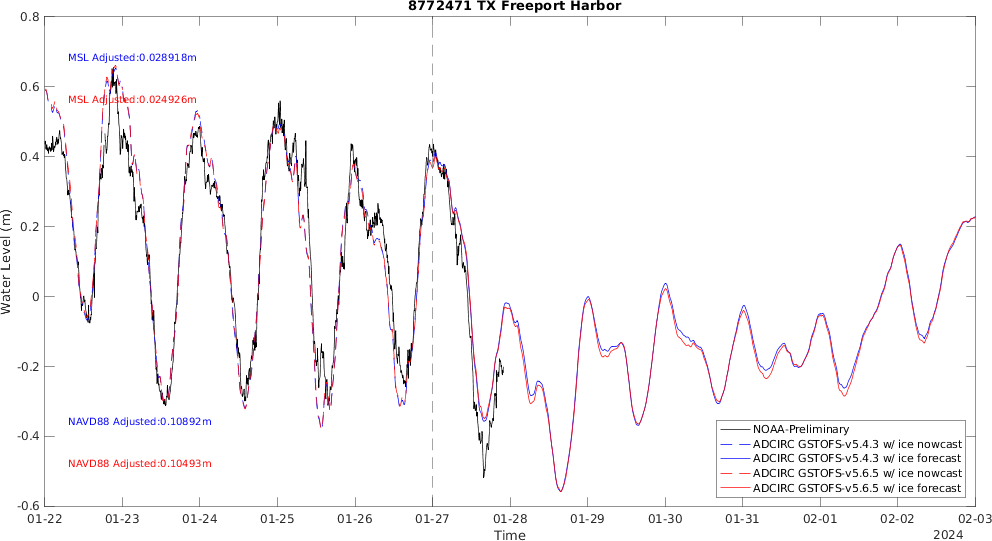 8772471 TX Freeport Harbor
0.8
0.6
0.4
0.2
0
-0.2
-0.4
-0.6
Water Level (m)
MSL Adjusted:0.028918m
MSL Adjusted:0.024926m
NAVD88 Adjusted:0.10892m
NAVD88 Adjusted:0.10493m
NOAA-Preliminary
ADCIRC GSTOFS-v5.4.3 w/ ice nowcast
ADCIRC GSTOFS-v5.4.3 w/ ice forecast
ADCIRC GSTOFS-v5.6.5 w/ ice nowcast
ADCIRC GSTOFS-v5.6.5 w/ ice forecast
01-22 01-23 01-24 01-25 01-26 01-27 01-28 01-29 01-30 01-31 02-01 02-02 02-03
Time
2024